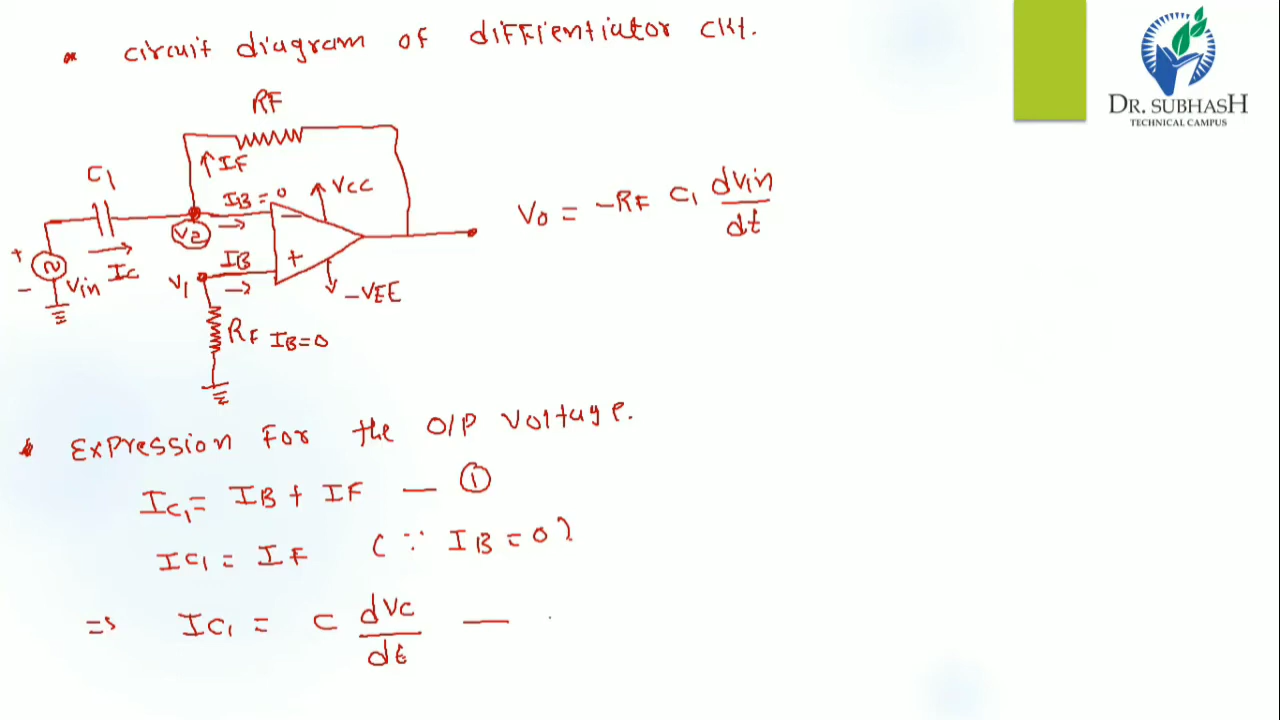 * circuit diagram of diffientiator ckt.
DR. SUBHASH
TECHNICAL CAMPUS
RF
↑ IF
C1
IB = 0
VCC
V2
+
-
Vin
IC
V1
IB
−
+
-VEE
RF IB=0
Vo = -RF C1 dVin/dt
* Expression For the O/P Voltage.
IC1 = IB + IF — ①
IC1 = IF (∵ IB = 0)
=> IC1 = C dVc/dt —